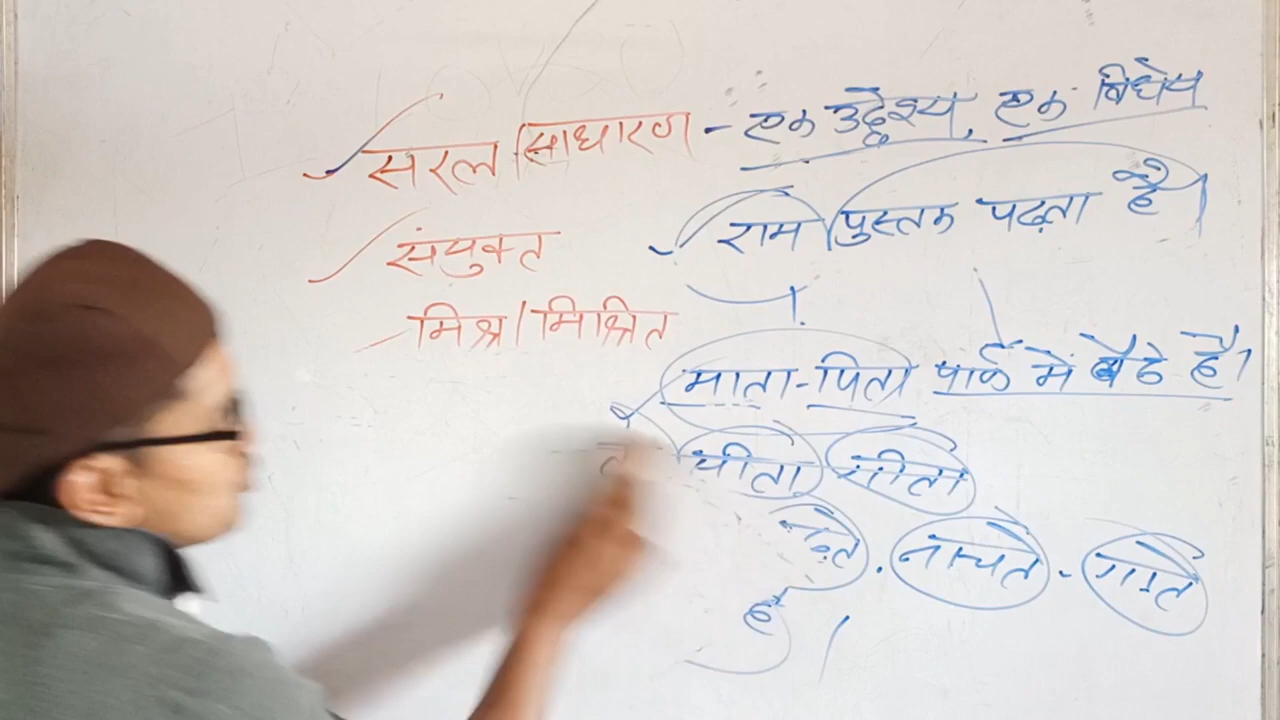 सरल/साधारण - एक उद्देश्य, एक विधेय
राम पुस्तक पढ़ता है।
संयुक्त
मिश्र/मिश्रित
माता-पिता पार्क में बैठे है।
गीता
नाचते - गाते
है।